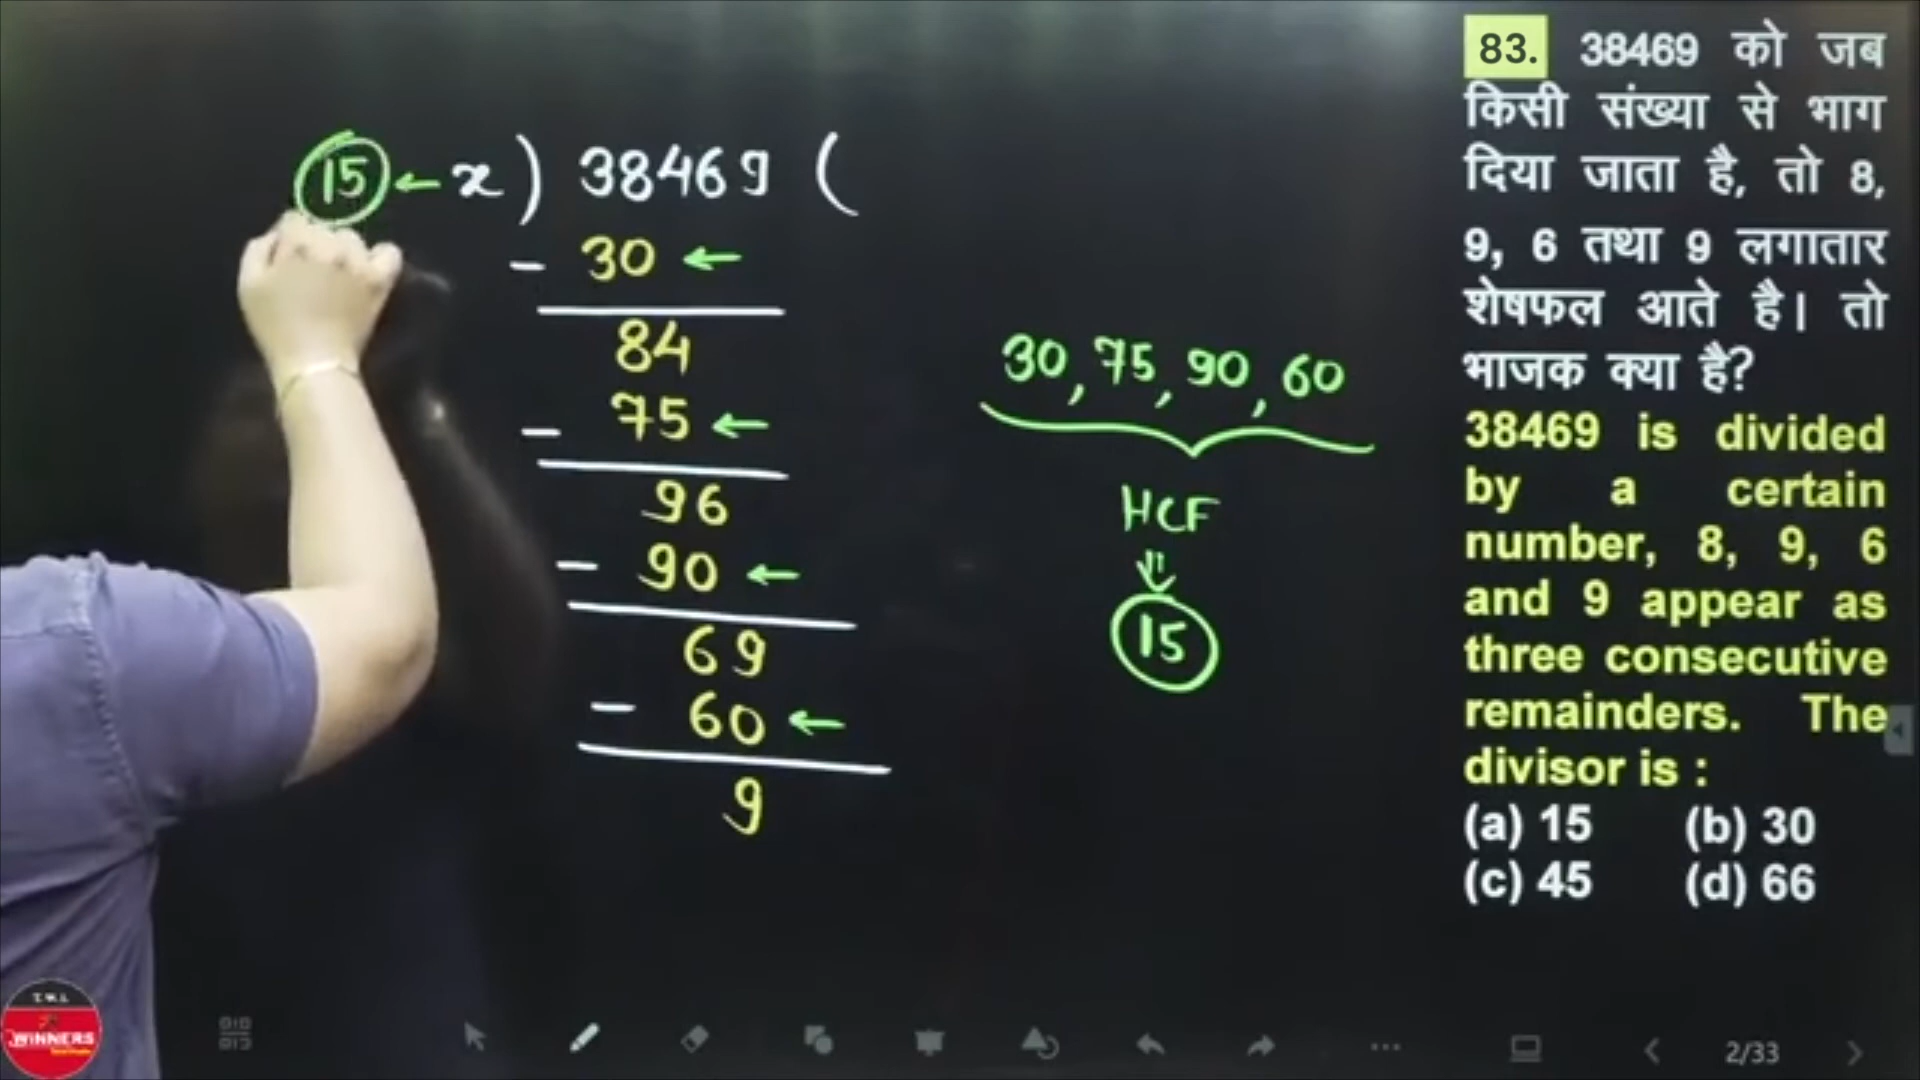 15 ← x ) 38469 (
- 30 ←
84
- 75 ←
96
- 90 ←
69
- 60 ←
9
30, 75, 90, 60
HCF
⇓
15
83. 38469 को जब
किसी संख्या से भाग
दिया जाता है, तो 8,
9, 6 तथा 9 लगातार
शेषफल आते है। तो
भाजक क्या है?
38469 is divided
by a certain
number, 8, 9, 6
and 9 appear as
three consecutive
remainders. The
divisor is :
(a) 15 (b) 30
(c) 45 (d) 66
WINNERS
2/33